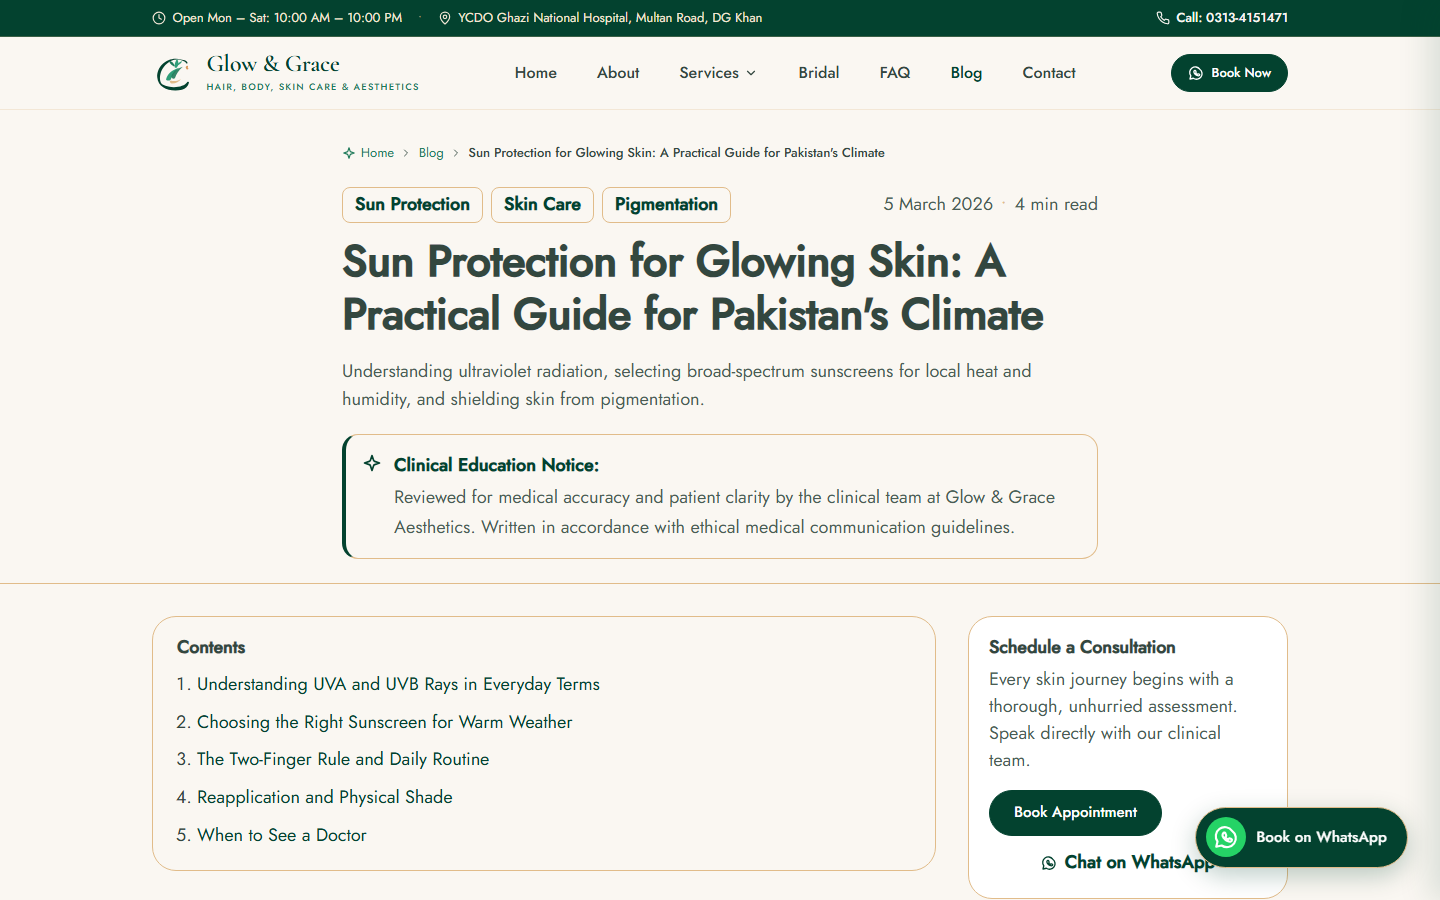 Open Mon – Sat: 10:00 AM – 10:00 PM · YCDO Ghazi National Hospital, Multan Road, DG Khan
Call: 0313-4151471
Glow & Grace
HAIR, BODY, SKIN CARE & AESTHETICS
Home About Services Bridal FAQ Blog Contact
Book Now
Home > Blog > Sun Protection for Glowing Skin: A Practical Guide for Pakistan's Climate
Sun Protection Skin Care Pigmentation
5 March 2026 · 4 min read
Sun Protection for Glowing Skin: A
Practical Guide for Pakistan's Climate
Understanding ultraviolet radiation, selecting broad-spectrum sunscreens for local heat and
humidity, and shielding skin from pigmentation.
Clinical Education Notice:
Reviewed for medical accuracy and patient clarity by the clinical team at Glow & Grace
Aesthetics. Written in accordance with ethical medical communication guidelines.
Contents
1. Understanding UVA and UVB Rays in Everyday Terms
2. Choosing the Right Sunscreen for Warm Weather
3. The Two-Finger Rule and Daily Routine
4. Reapplication and Physical Shade
5. When to See a Doctor
Schedule a Consultation
Every skin journey begins with a
thorough, unhurried assessment.
Speak directly with our clinical
team.
Book Appointment
Chat on WhatsApp
Book on WhatsApp